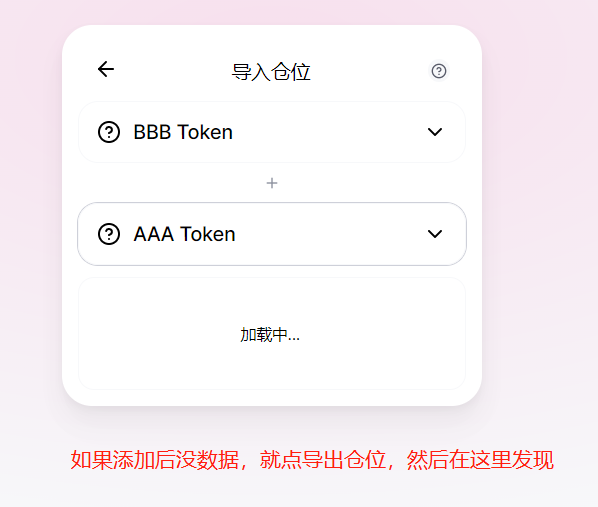 导入仓位
BBB Token
+
AAA Token
加载中...
如果添加后没数据，就点导出仓位，然后在这里发现